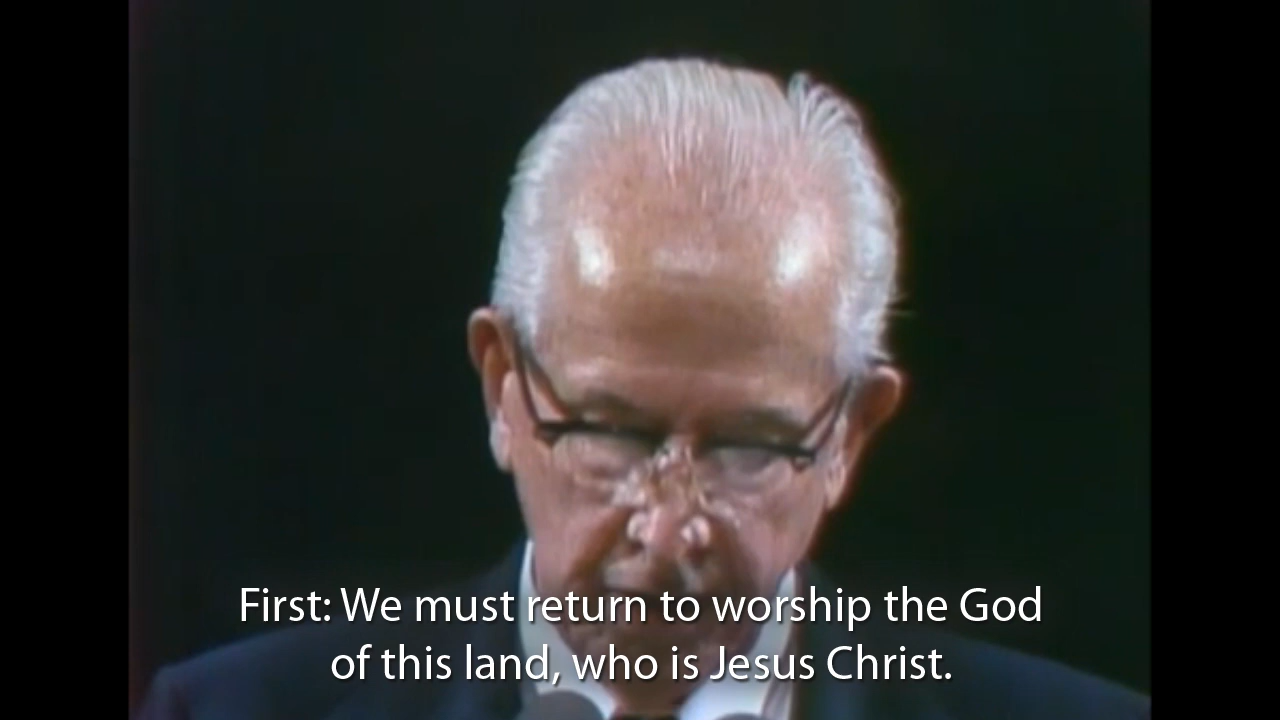 First: We must return to worship the God
of this land, who is Jesus Christ.